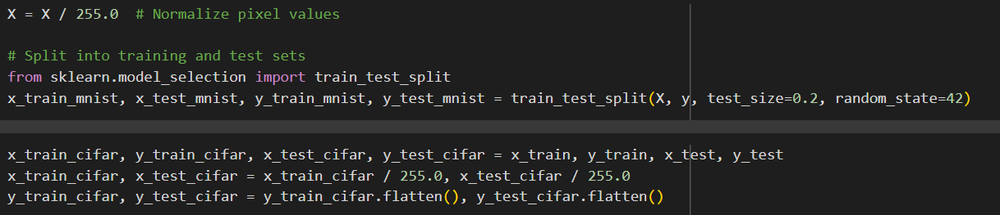 X = X / 255.0  # Normalize pixel values
# Split into training and test sets
from sklearn.model_selection import train_test_split
x_train_mnist, x_test_mnist, y_train_mnist, y_test_mnist = train_test_split(X, y, test_size=0.2, random_state=42)
x_train_cifar, y_train_cifar, x_test_cifar, y_test_cifar = x_train, y_train, x_test, y_test
x_train_cifar, x_test_cifar = x_train_cifar / 255.0, x_test_cifar / 255.0
y_train_cifar, y_test_cifar = y_train_cifar.flatten(), y_test_cifar.flatten()